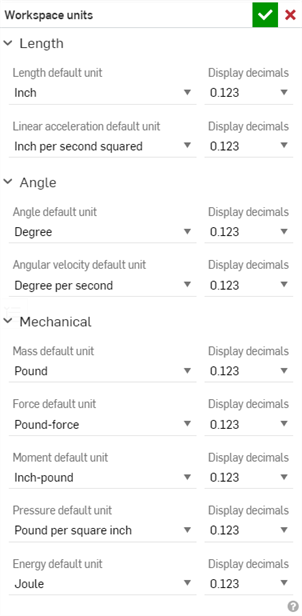 Workspace units
Length
Length default unit Display decimals
Inch 0.123
Linear acceleration default unit Display decimals
Inch per second squared 0.123
Angle
Angle default unit Display decimals
Degree 0.123
Angular velocity default unit Display decimals
Degree per second 0.123
Mechanical
Mass default unit Display decimals
Pound 0.123
Force default unit Display decimals
Pound-force 0.123
Moment default unit Display decimals
Inch-pound 0.123
Pressure default unit Display decimals
Pound per square inch 0.123
Energy default unit Display decimals
Joule 0.123
?